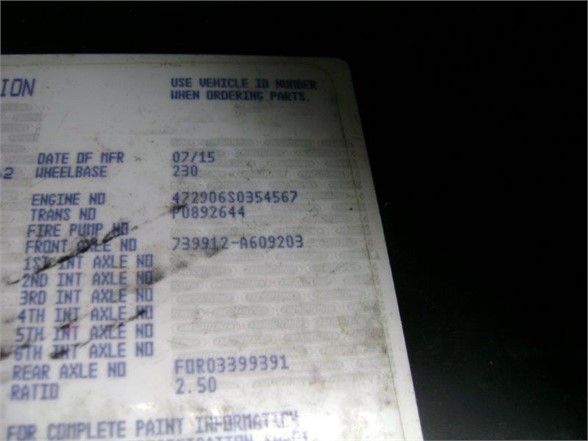 ION USE VEHICLE ID NUMBER
WHEN ORDERING PARTS.
DATE OF MFR 07/15
62 WHEELBASE 230
ENGINE NO 472906S0354567
TRANS NO P0892644
FIRE PUMP NO
FRONT AXLE NO 739912-A609203
1ST INT AXLE NO
2ND INT AXLE NO
3RD INT AXLE NO
4TH INT AXLE NO
5TH INT AXLE NO
6TH INT AXLE NO
REAR AXLE NO F0R03399391
RATIO 2.50
FOR COMPLETE PAINT INFORMATION